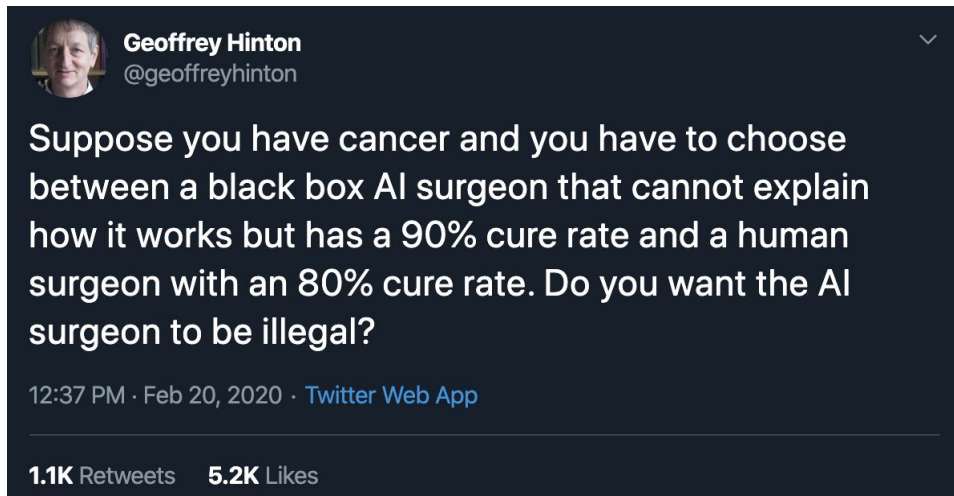 Geoffrey Hinton
@geoffreyhinton
Suppose you have cancer and you have to choose
between a black box AI surgeon that cannot explain
how it works but has a 90% cure rate and a human
surgeon with an 80% cure rate. Do you want the AI
surgeon to be illegal?
12:37 PM · Feb 20, 2020 · Twitter Web App
1.1K Retweets 5.2K Likes